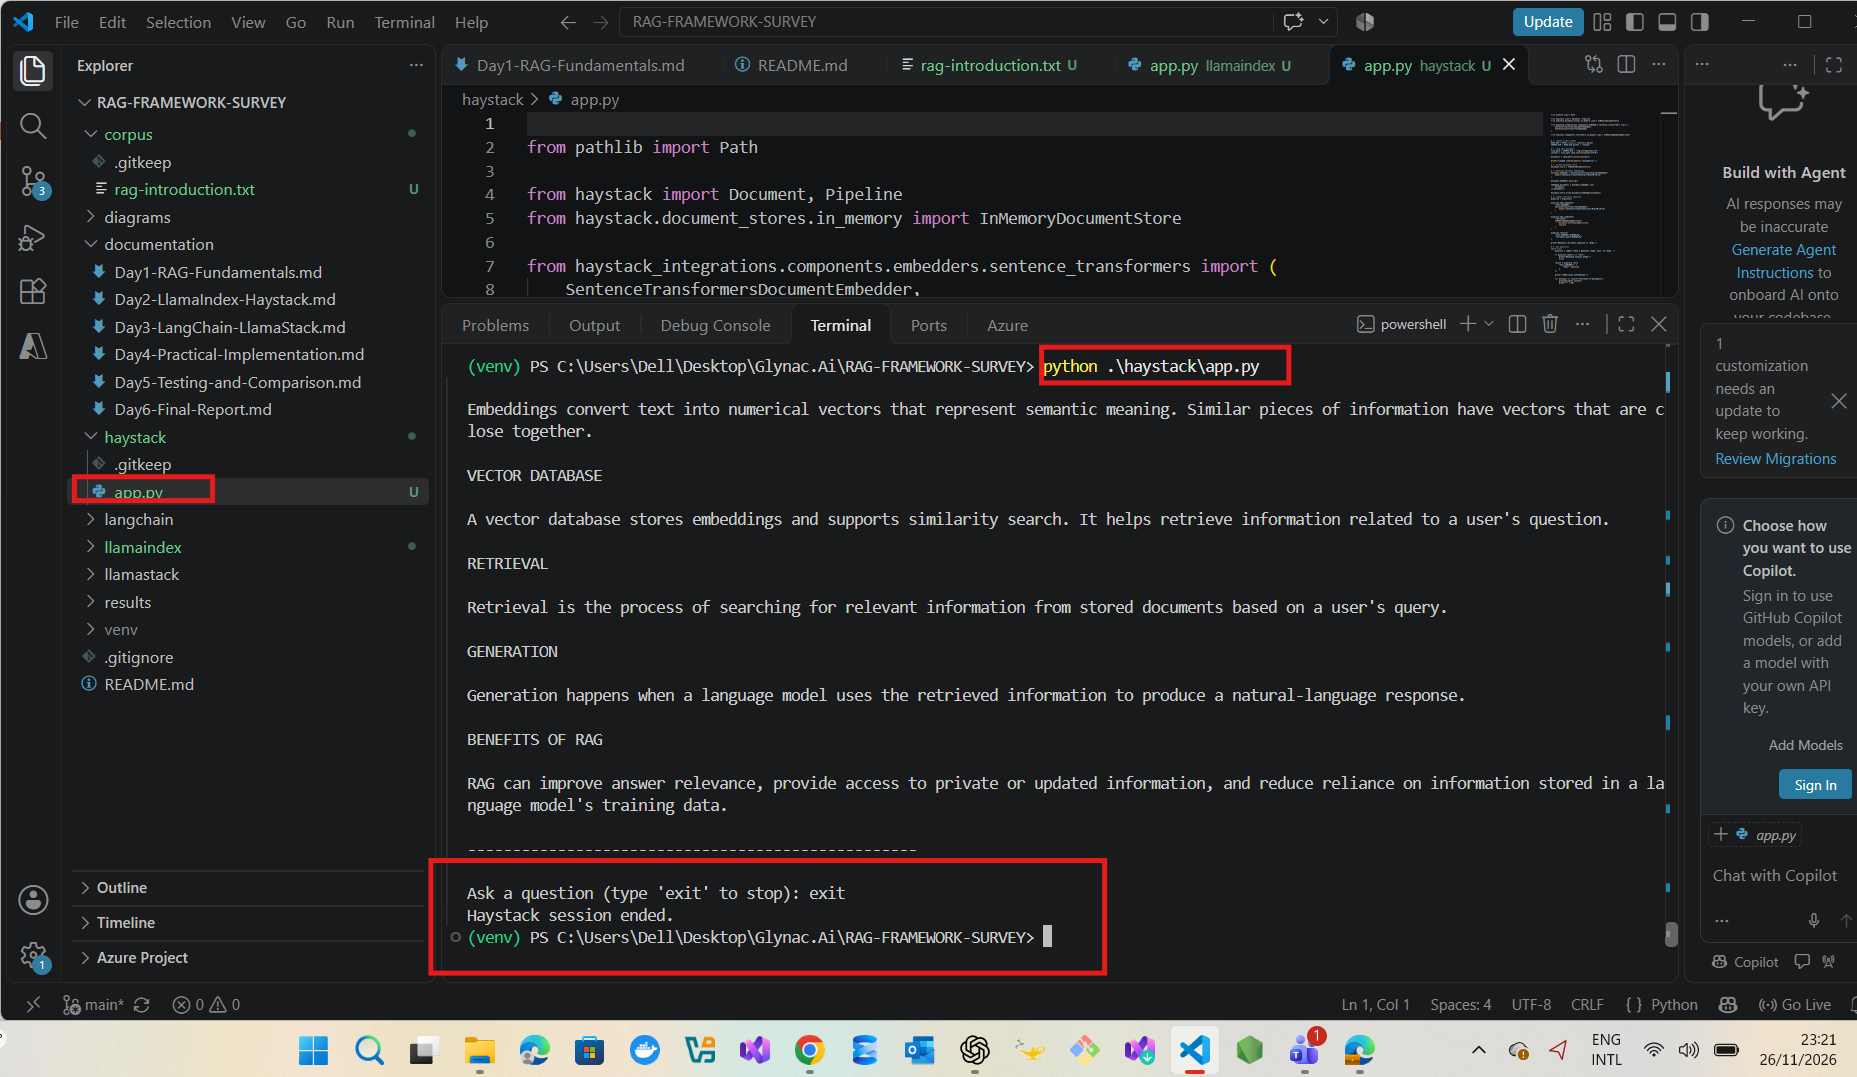 File Edit Selection View Go Run Terminal Help
RAG-FRAMEWORK-SURVEY
Update
Explorer
RAG-FRAMEWORK-SURVEY
corpus
.gitkeep
rag-introduction.txt U
diagrams
documentation
Day1-RAG-Fundamentals.md
Day2-LlamaIndex-Haystack.md
Day3-LangChain-LlamaStack.md
Day4-Practical-Implementation.md
Day5-Testing-and-Comparison.md
Day6-Final-Report.md
haystack
.gitkeep
app.py U
langchain
llamaindex
llamastack
results
venv
.gitignore
README.md
Outline
Timeline
Azure Project
3
1
Day1-RAG-Fundamentals.md README.md rag-introduction.txt U app.py llamaindex U app.py haystack U
haystack > app.py
1
2 from pathlib import Path
3
4 from haystack import Document, Pipeline
5 from haystack.document_stores.in_memory import InMemoryDocumentStore
6
7 from haystack_integrations.components.embedders.sentence_transformers import (
8 SentenceTransformersDocumentEmbedder,
Problems Output Debug Console Terminal Ports Azure
powershell
(venv) PS C:\Users\Dell\Desktop\Glynac.Ai\RAG-FRAMEWORK-SURVEY> python .\haystack\app.py
Embeddings convert text into numerical vectors that represent semantic meaning. Similar pieces of information have vectors that are c
lose together.
VECTOR DATABASE
A vector database stores embeddings and supports similarity search. It helps retrieve information related to a user's question.
RETRIEVAL
Retrieval is the process of searching for relevant information from stored documents based on a user's query.
GENERATION
Generation happens when a language model uses the retrieved information to produce a natural-language response.
BENEFITS OF RAG
RAG can improve answer relevance, provide access to private or updated information, and reduce reliance on information stored in a la
nguage model's training data.
--------------------------------------------------
Ask a question (type 'exit' to stop): exit
Haystack session ended.
(venv) PS C:\Users\Dell\Desktop\Glynac.Ai\RAG-FRAMEWORK-SURVEY>
Build with Agent
AI responses may
be inaccurate
Generate Agent
Instructions to
onboard AI onto
your codebase
1
customization
needs an
update to
keep working.
Review Migrations
Choose how
you want to use
Copilot.
Sign in to use
GitHub Copilot
models, or add
a model with
your own API
key.
Add Models
Sign In
app.py
Chat with Copilot
Copilot
main* 0 0
Ln 1, Col 1 Spaces: 4 UTF-8 CRLF { } Python Go Live
1
ENG
INTL
23:21
26/11/2026